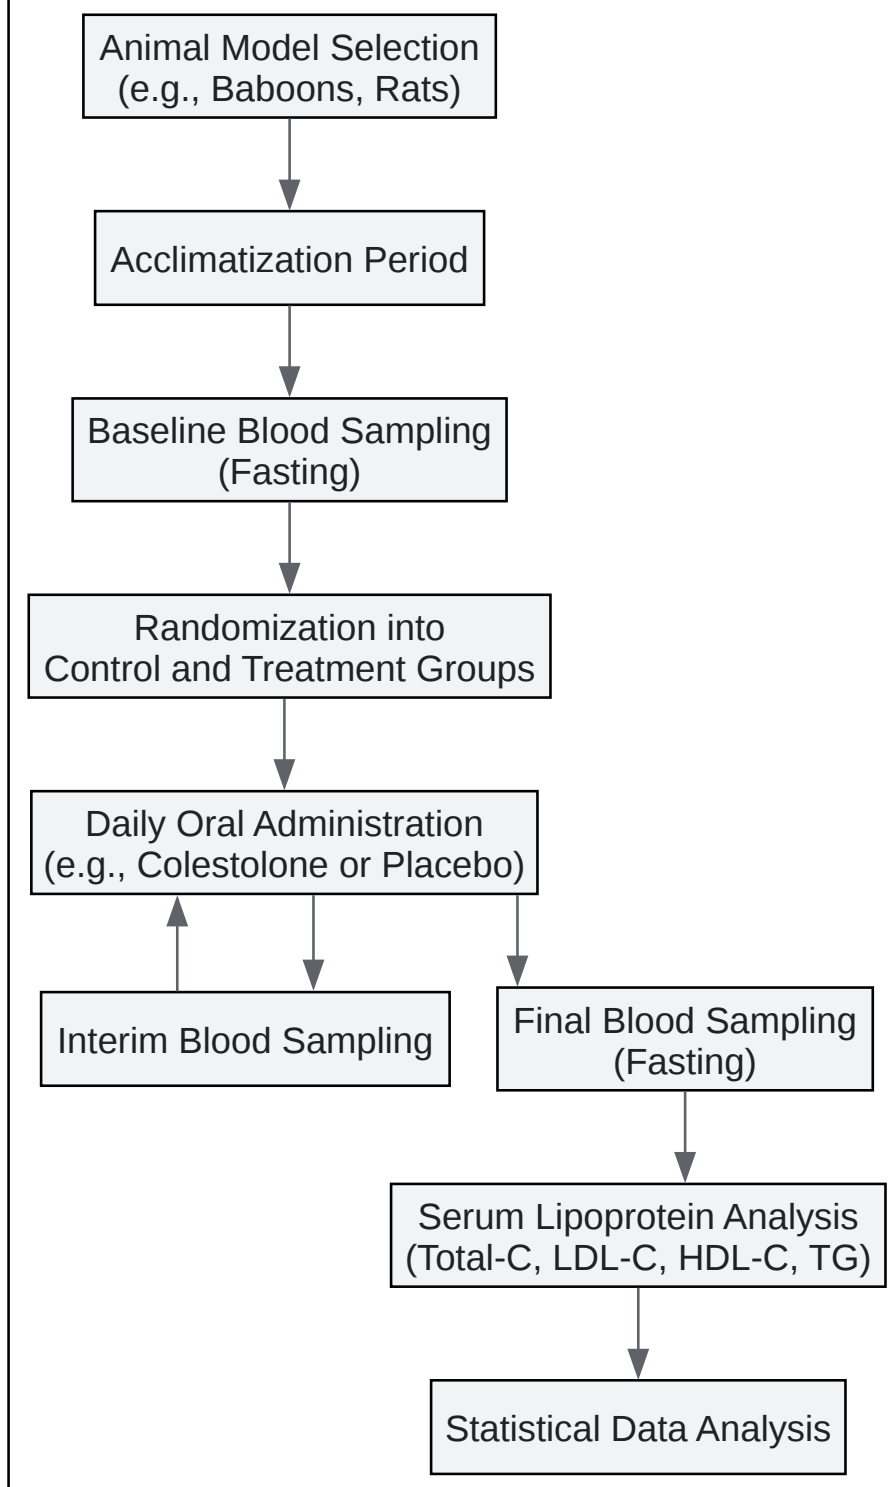 Animal Model Selection
(e.g., Baboons, Rats)
Acclimatization Period
Baseline Blood Sampling
(Fasting)
Randomization into
Control and Treatment Groups
Daily Oral Administration
(e.g., Colestolone or Placebo)
Interim Blood Sampling
Final Blood Sampling
(Fasting)
Serum Lipoprotein Analysis
(Total-C, LDL-C, HDL-C, TG)
Statistical Data Analysis